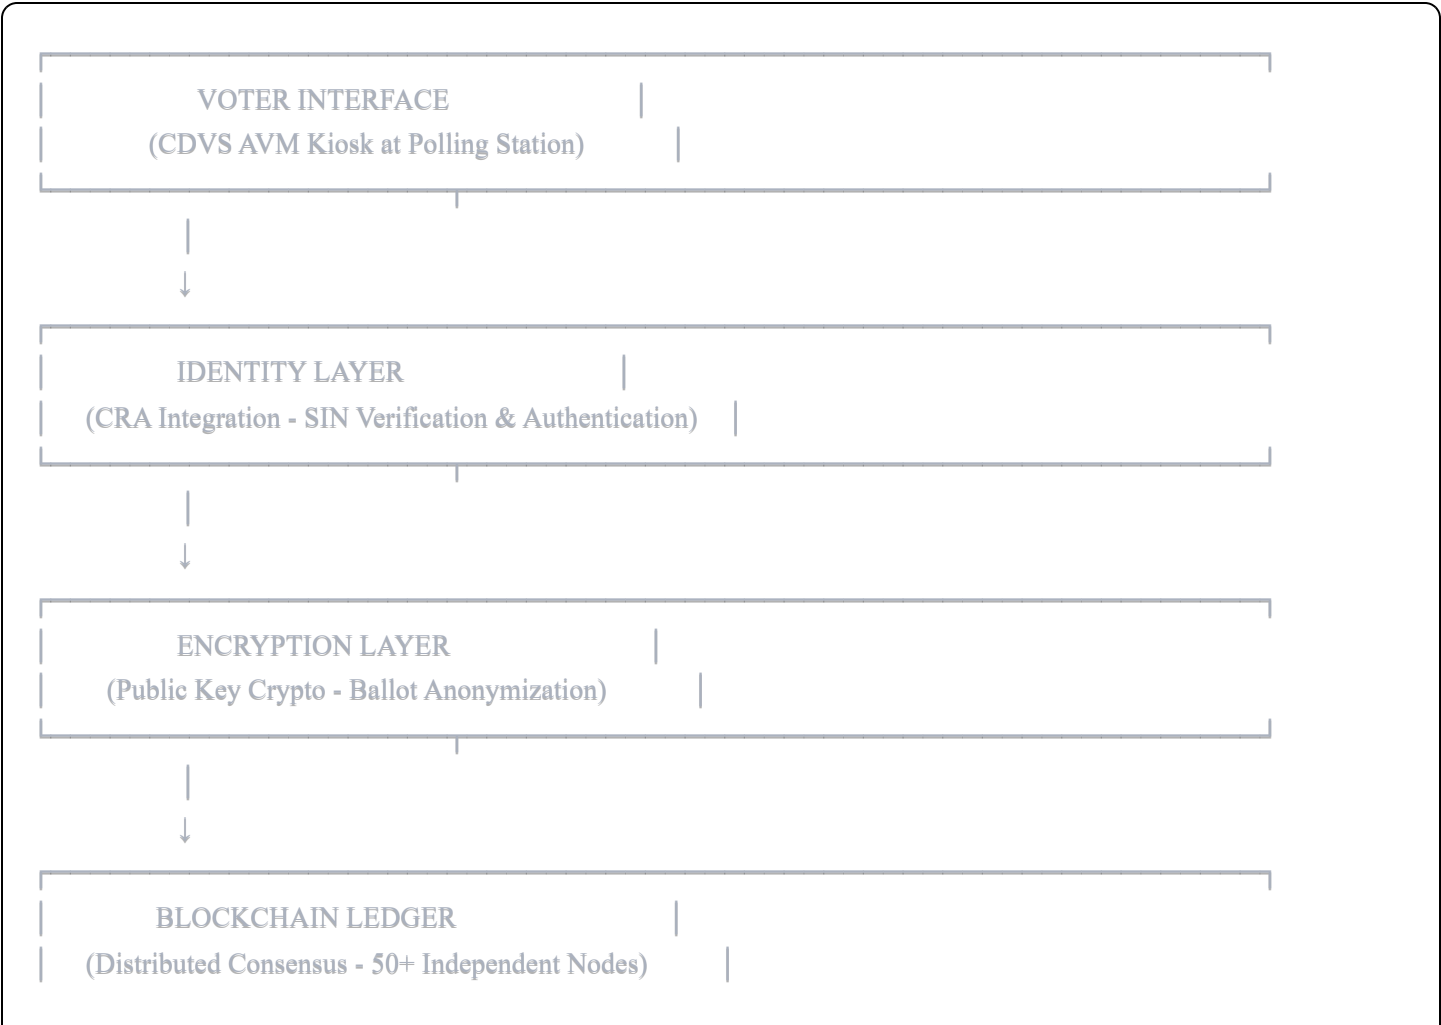 VOTER INTERFACE
(CDVS AVM Kiosk at Polling Station)
↓
IDENTITY LAYER
(CRA Integration - SIN Verification & Authentication)
↓
ENCRYPTION LAYER
(Public Key Crypto - Ballot Anonymization)
↓
BLOCKCHAIN LEDGER
(Distributed Consensus - 50+ Independent Nodes)